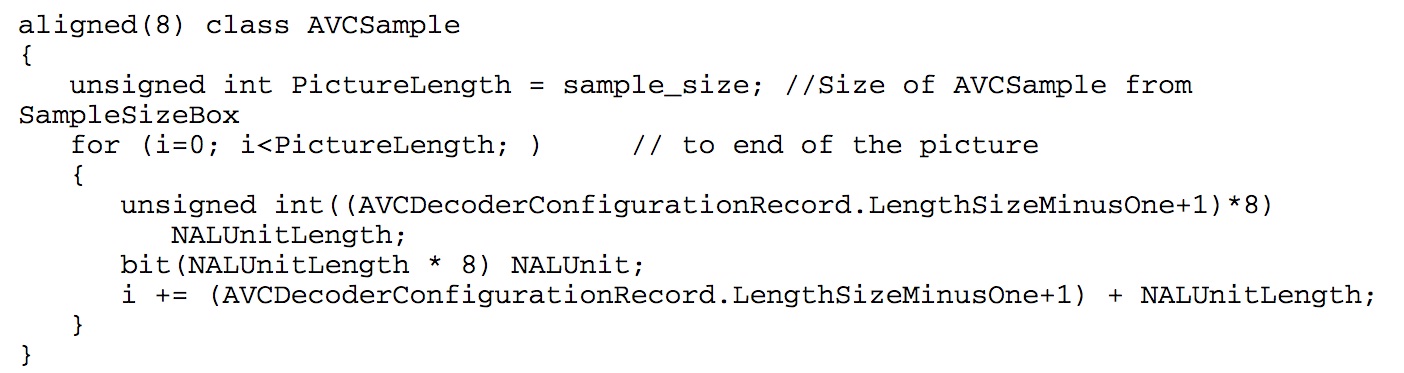 aligned(8) class AVCSample
{
unsigned int PictureLength = sample_size; //Size of AVCSample from
SampleSizeBox
for (i=0; i<PictureLength; ) // to end of the picture
{
unsigned int((AVCDecoderConfigurationRecord.LengthSizeMinusOne+1)*8)
NALUnitLength;
bit(NALUnitLength * 8) NALUnit;
i += (AVCDecoderConfigurationRecord.LengthSizeMinusOne+1) + NALUnitLength;
}
}